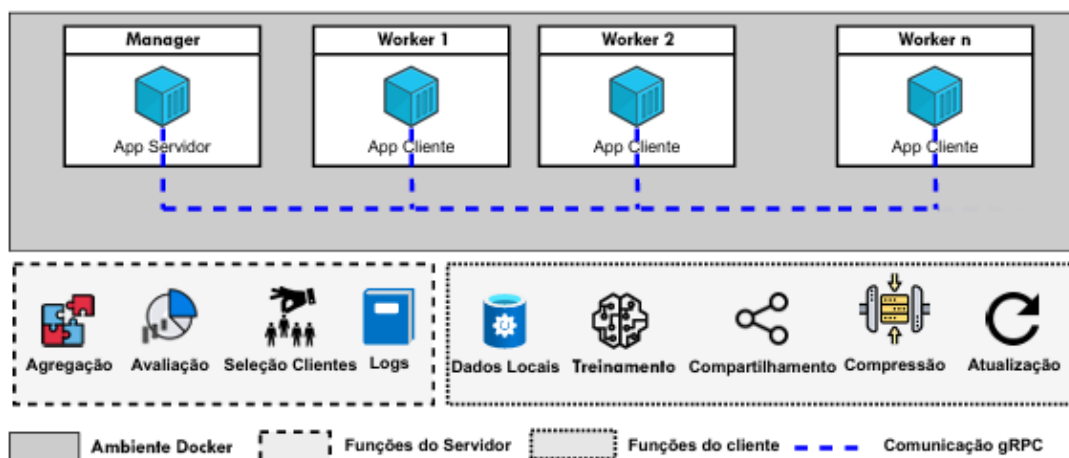 Manager
Worker 1
Worker 2
Worker n
App Servidor
App Cliente
App Cliente
App Cliente
Agregação
Avaliação
Seleção Clientes
Logs
Dados Locais
Treinamento
Compartilhamento
Compressão
Atualização
Ambiente Docker
Funções do Servidor
Funções do cliente
Comunicação gRPC